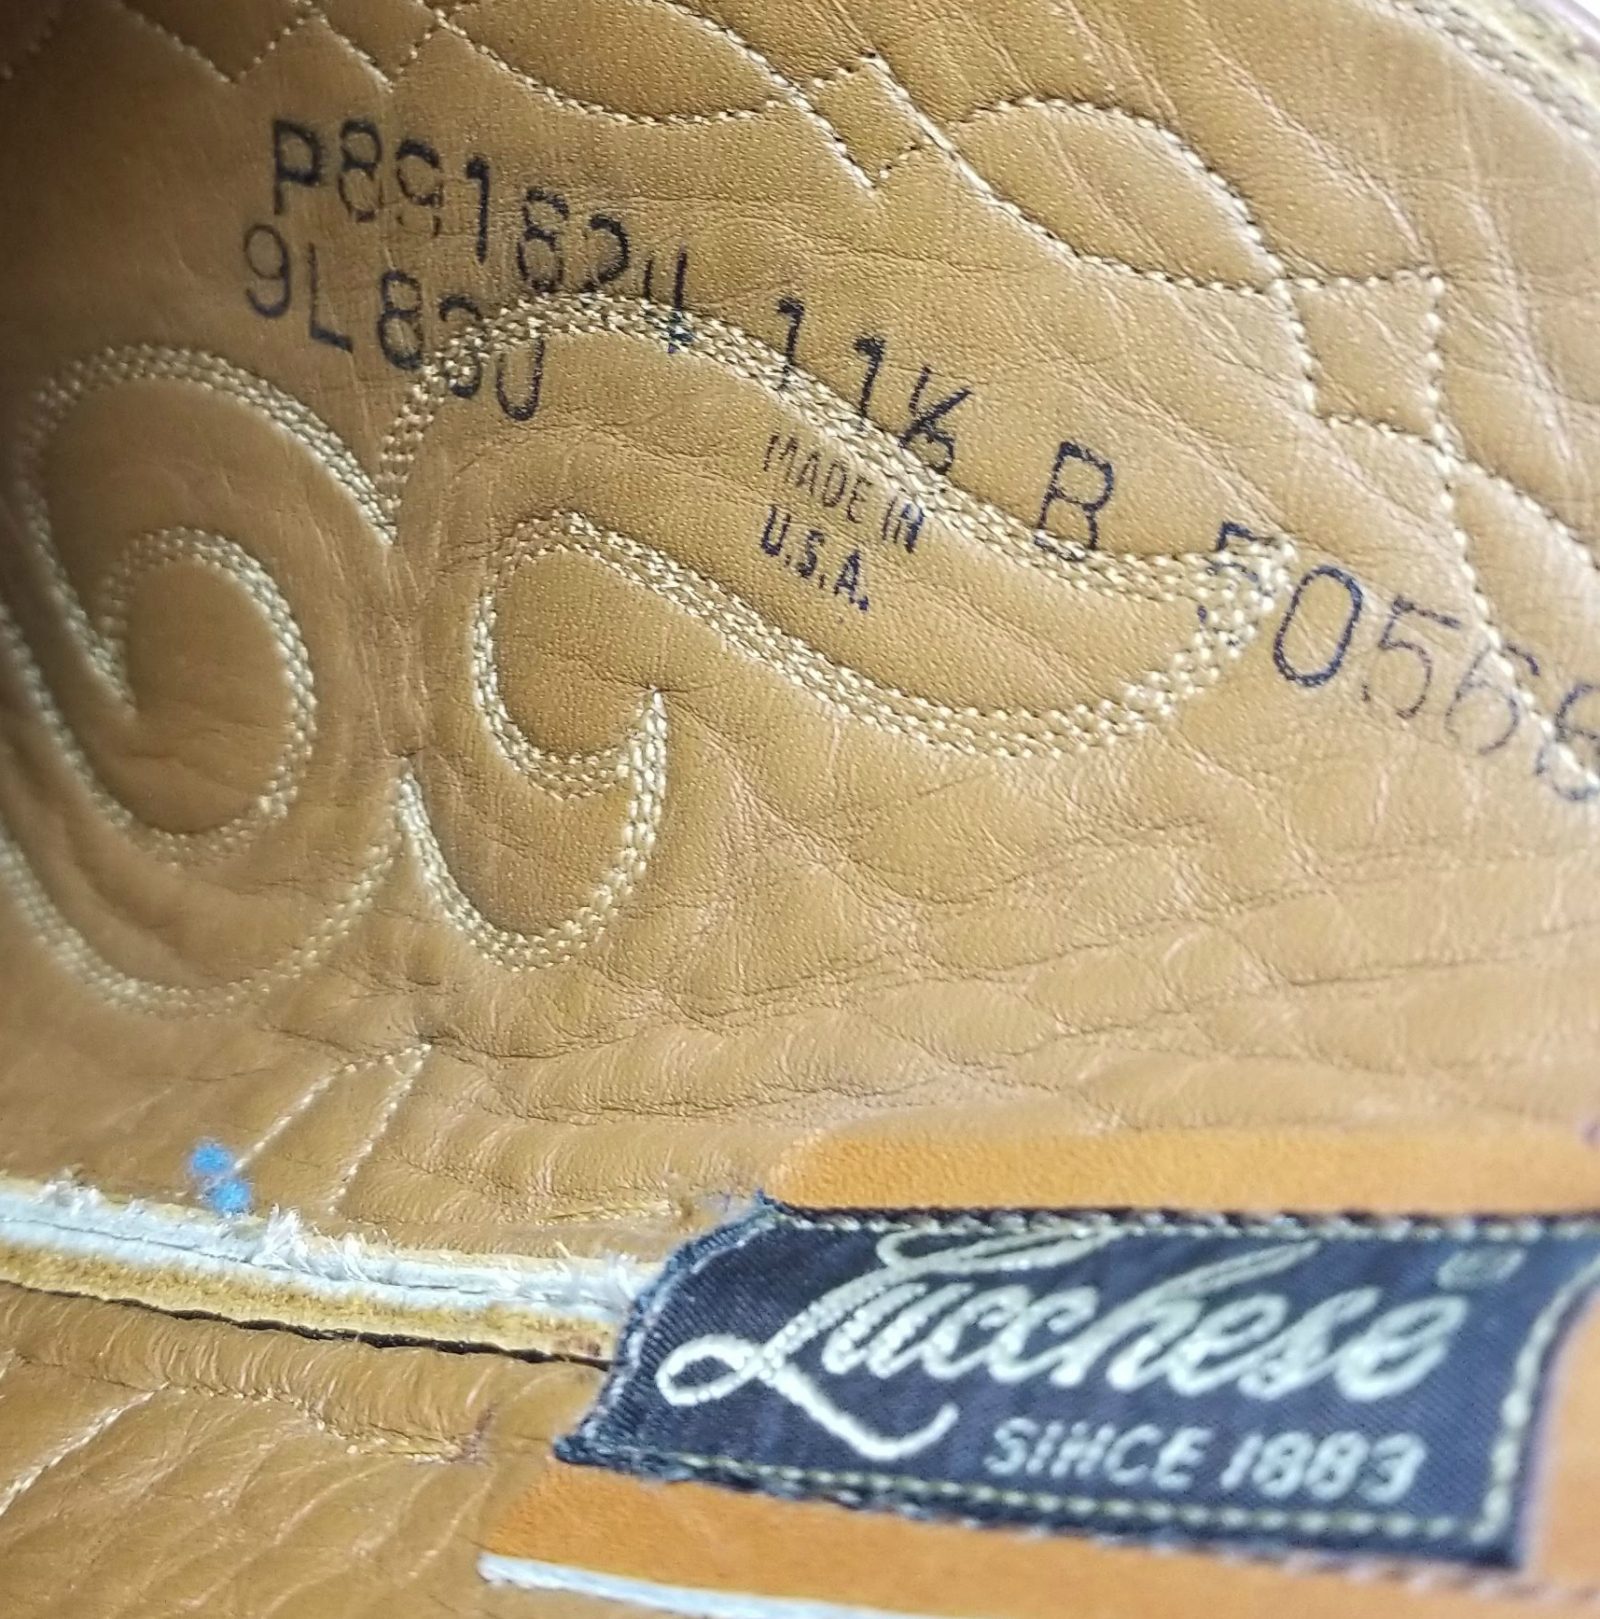 P891824 11½ B 50566
9L830
MADE IN
U.S.A.
Lucchese ®
SINCE 1883